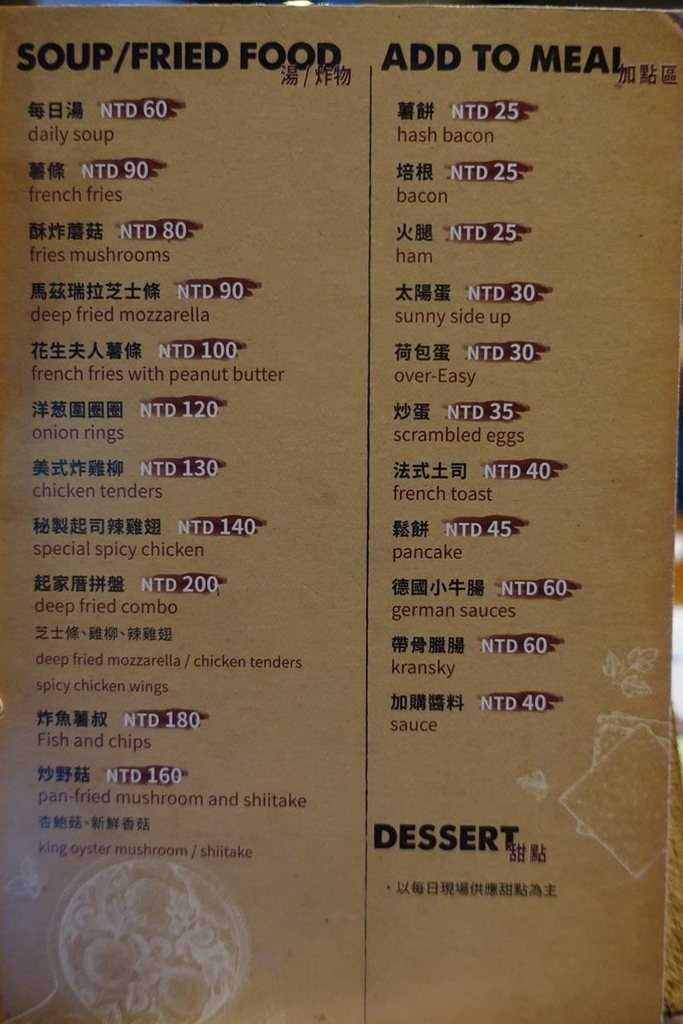 SOUP/FRIED FOOD
湯/炸物
每日湯 NTD 60
daily soup
薯條 NTD 90
french fries
酥炸蘑菇 NTD 80
fries mushrooms
馬茲瑞拉芝士條 NTD 90
deep fried mozzarella
花生夫人薯條 NTD 100
french fries with peanut butter
洋葱圈圈圈 NTD 120
onion rings
美式炸雞柳 NTD 130
chicken tenders
秘製起司辣雞翅 NTD 140
special spicy chicken
起家厝拼盤 NTD 200
deep fried combo
芝士條、雞柳、辣雞翅
deep fried mozzarella / chicken tenders
spicy chicken wings
炸魚薯叔 NTD 180
Fish and chips
炒野菇 NTD 160
pan-fried mushroom and shiitake
杏鮑菇、新鮮香菇
king oyster mushroom / shiitake
ADD TO MEAL
加點區
薯餅 NTD 25
hash bacon
培根 NTD 25
bacon
火腿 NTD 25
ham
太陽蛋 NTD 30
sunny side up
荷包蛋 NTD 30
over-Easy
炒蛋 NTD 35
scrambled eggs
法式土司 NTD 40
french toast
鬆餅 NTD 45
pancake
德國小牛腸 NTD 60
german sauces
帶骨臘腸 NTD 60
kransky
加購醬料 NTD 40
sauce
DESSERT
甜點
・以每日現場供應甜點為主